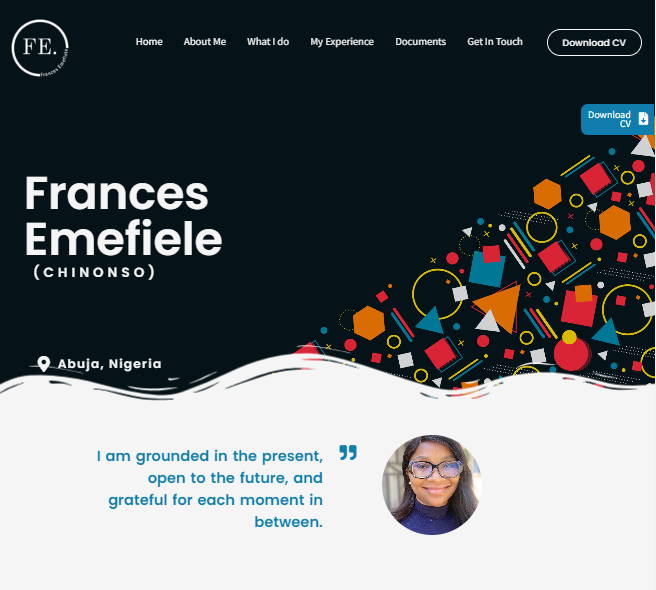 FE.
Frances Emefiele
Home
About Me
What I do
My Experience
Documents
Get In Touch
Download CV
Download
CV
Frances
Emefiele
(CHINONSO)
Abuja, Nigeria
I am grounded in the present,
open to the future, and
grateful for each moment in
between.
”